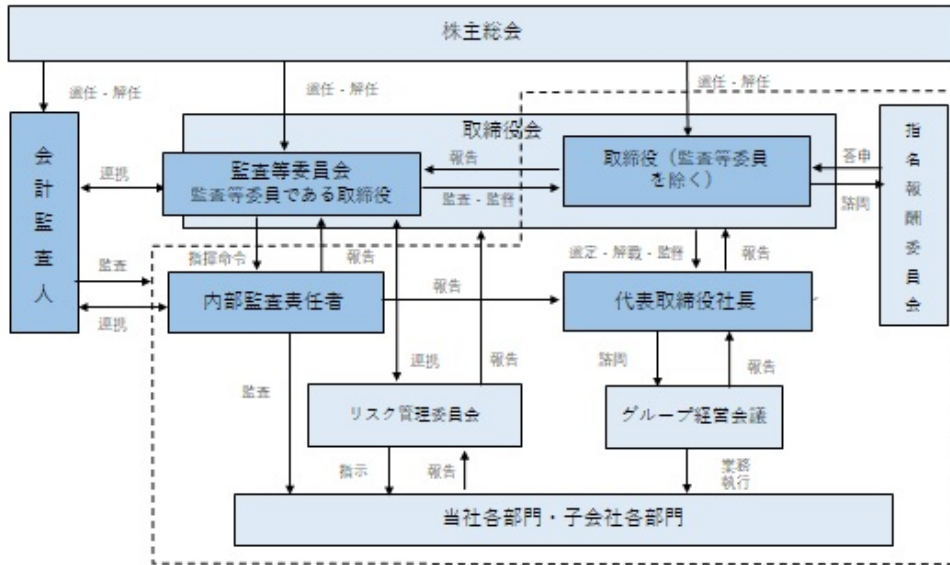 株主総会
選任・解任
選任・解任
選任・解任
会計監査人
取締役会
指名報酬委員会
監査等委員会
監査等委員である取締役
取締役（監査等委員
を除く）
連携
報告
監査・監督
答申
諮問
監査
指揮命令
報告
選定・解職・監督
報告
内部監査責任者
報告
代表取締役社長
連携
監査
連携
報告
諮問
報告
リスク管理委員会
グループ経営会議
指示
報告
業務
執行
当社各部門・子会社各部門